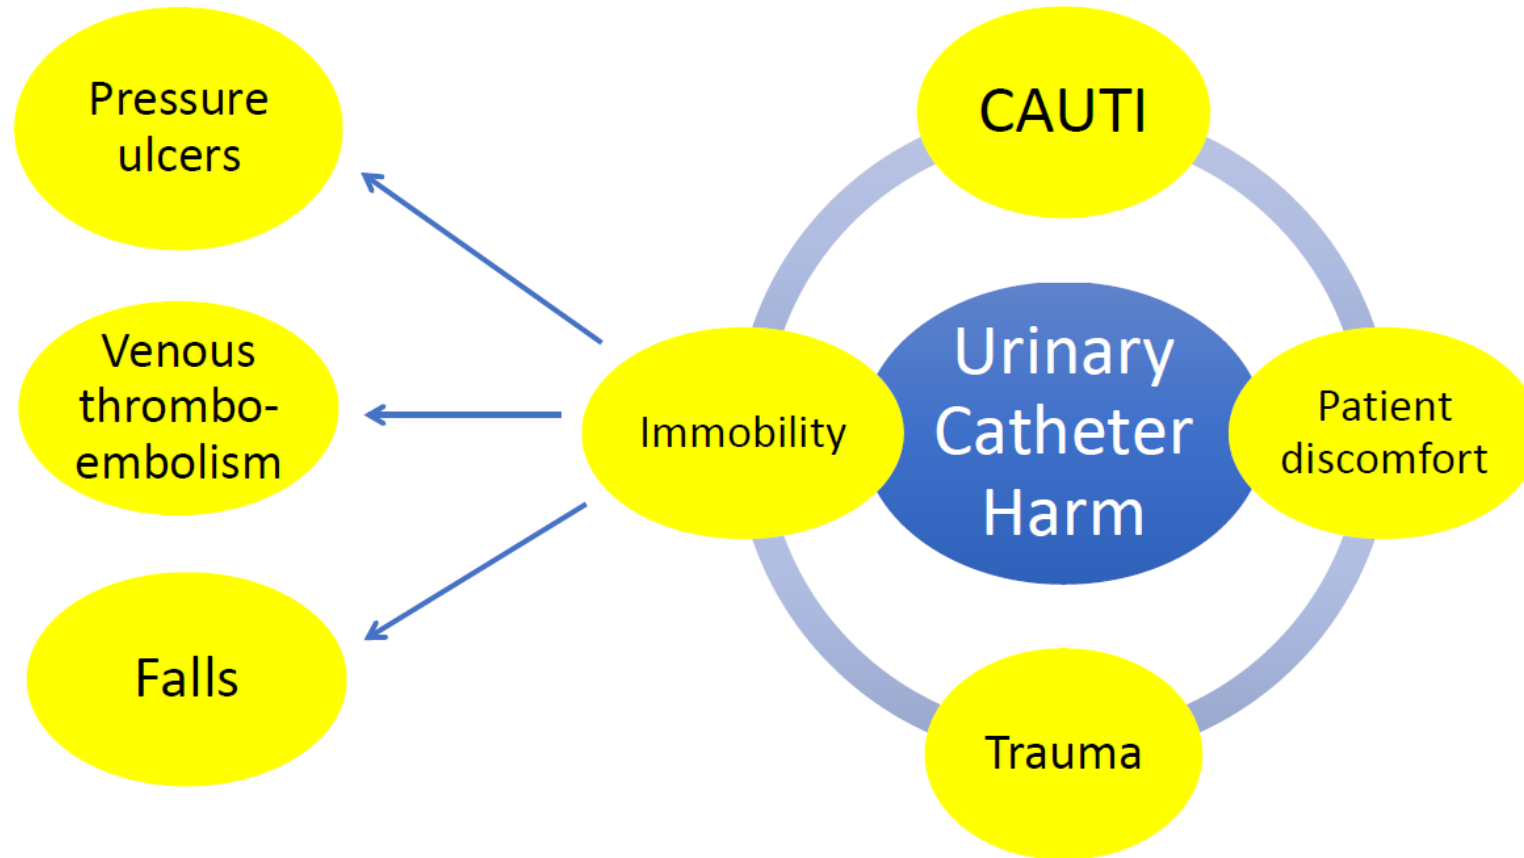 Pressure
ulcers
Venous
thrombo-
embolism
Falls
CAUTI
Immobility
Urinary
Catheter
Harm
Patient
discomfort
Trauma